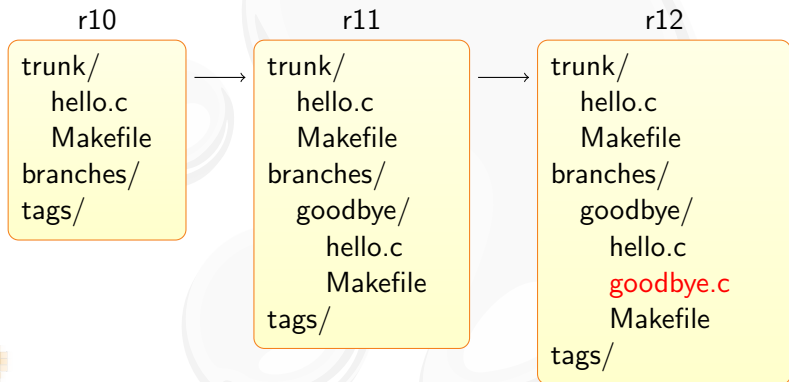 r10
trunk/
hello.c
Makefile
branches/
tags/
r11
trunk/
hello.c
Makefile
branches/
goodbye/
hello.c
Makefile
tags/
r12
trunk/
hello.c
Makefile
branches/
goodbye/
hello.c
goodbye.c
Makefile
tags/